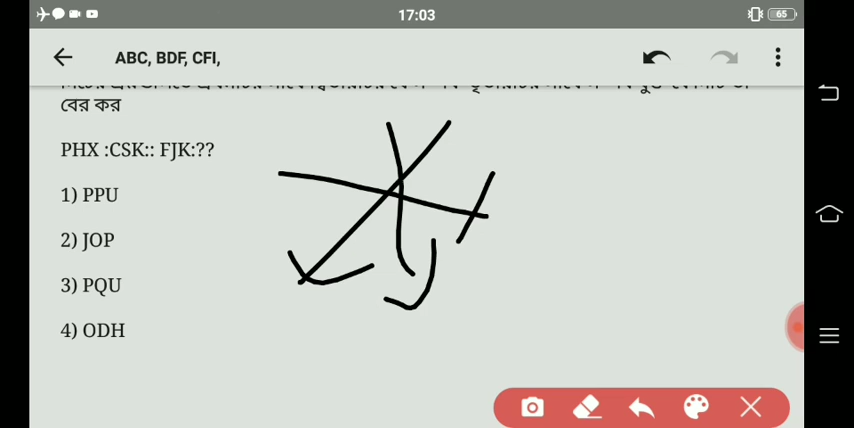 17:03
65
ABC, BDF, CFI,
বের কর
PHX :CSK:: FJK:??
1) PPU
2) JOP
3) PQU
4) ODH